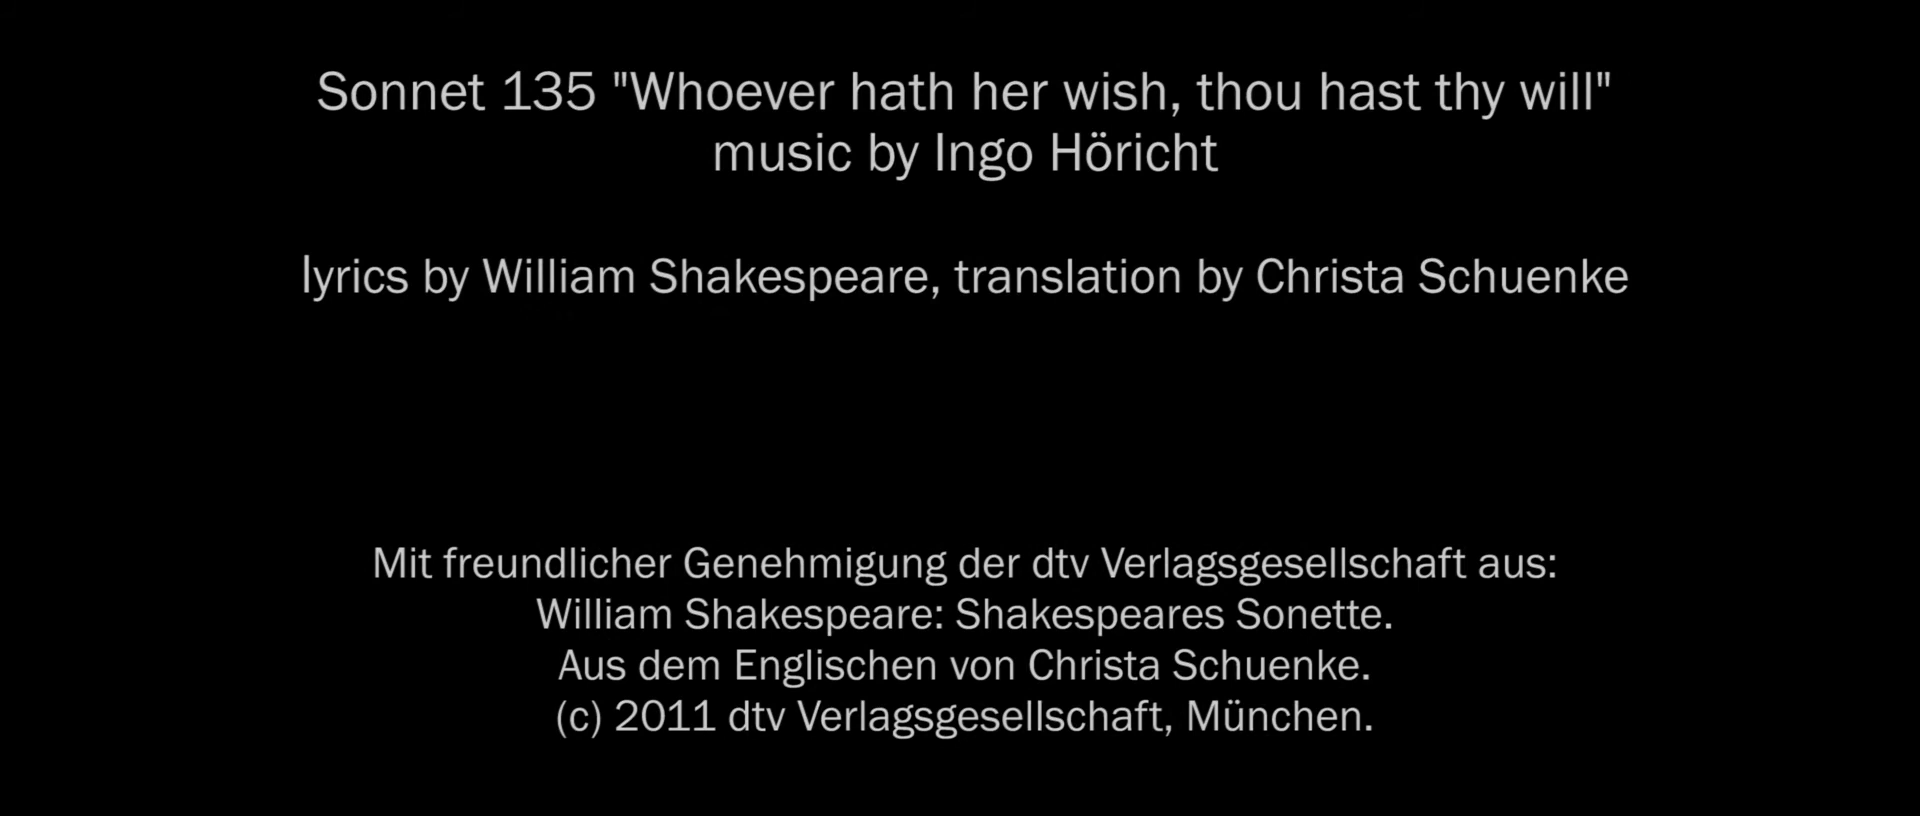 Sonnet 135 "Whoever hath her wish, thou hast thy will"
music by Ingo Höricht
lyrics by William Shakespeare, translation by Christa Schuenke
Mit freundlicher Genehmigung der dtv Verlagsgesellschaft aus:
William Shakespeare: Shakespeares Sonette.
Aus dem Englischen von Christa Schuenke.
(c) 2011 dtv Verlagsgesellschaft, München.